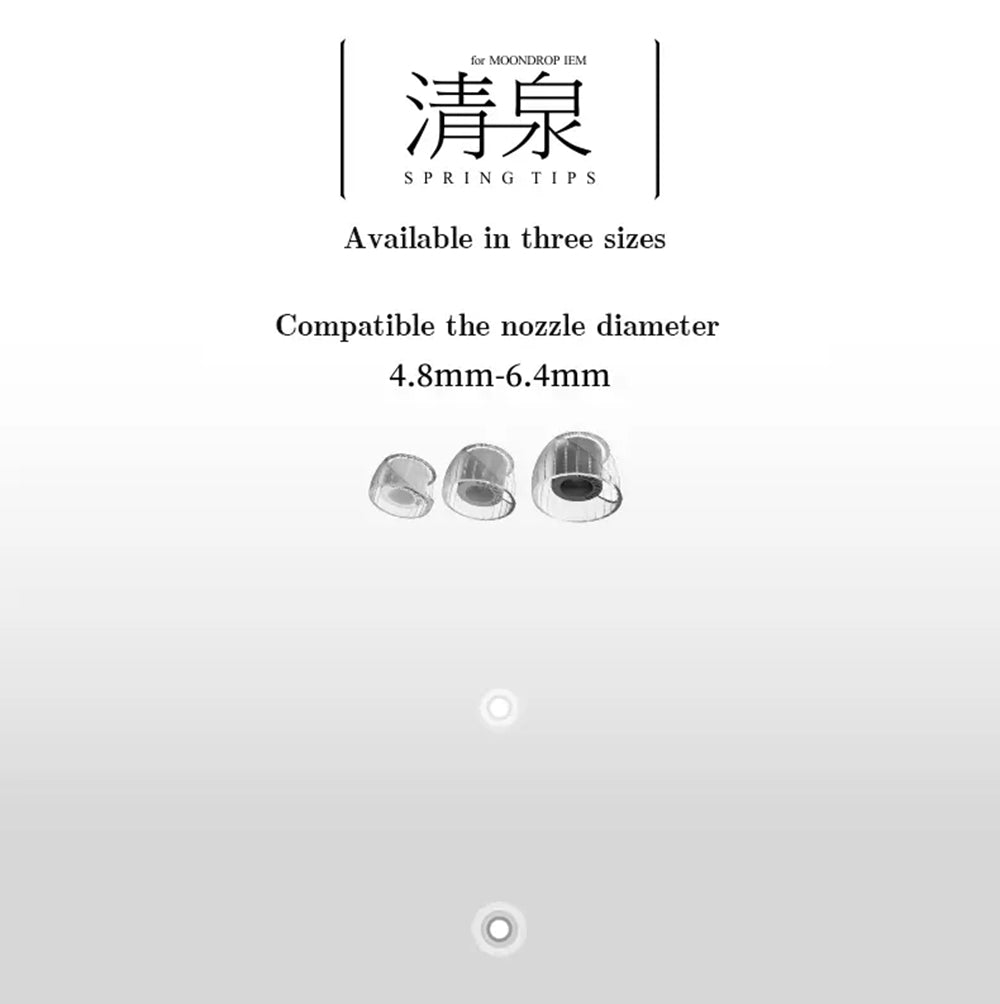 for MOONDROP IEM
清泉
SPRING TIPS
Available in three sizes
Compatible the nozzle diameter
4.8mm-6.4mm